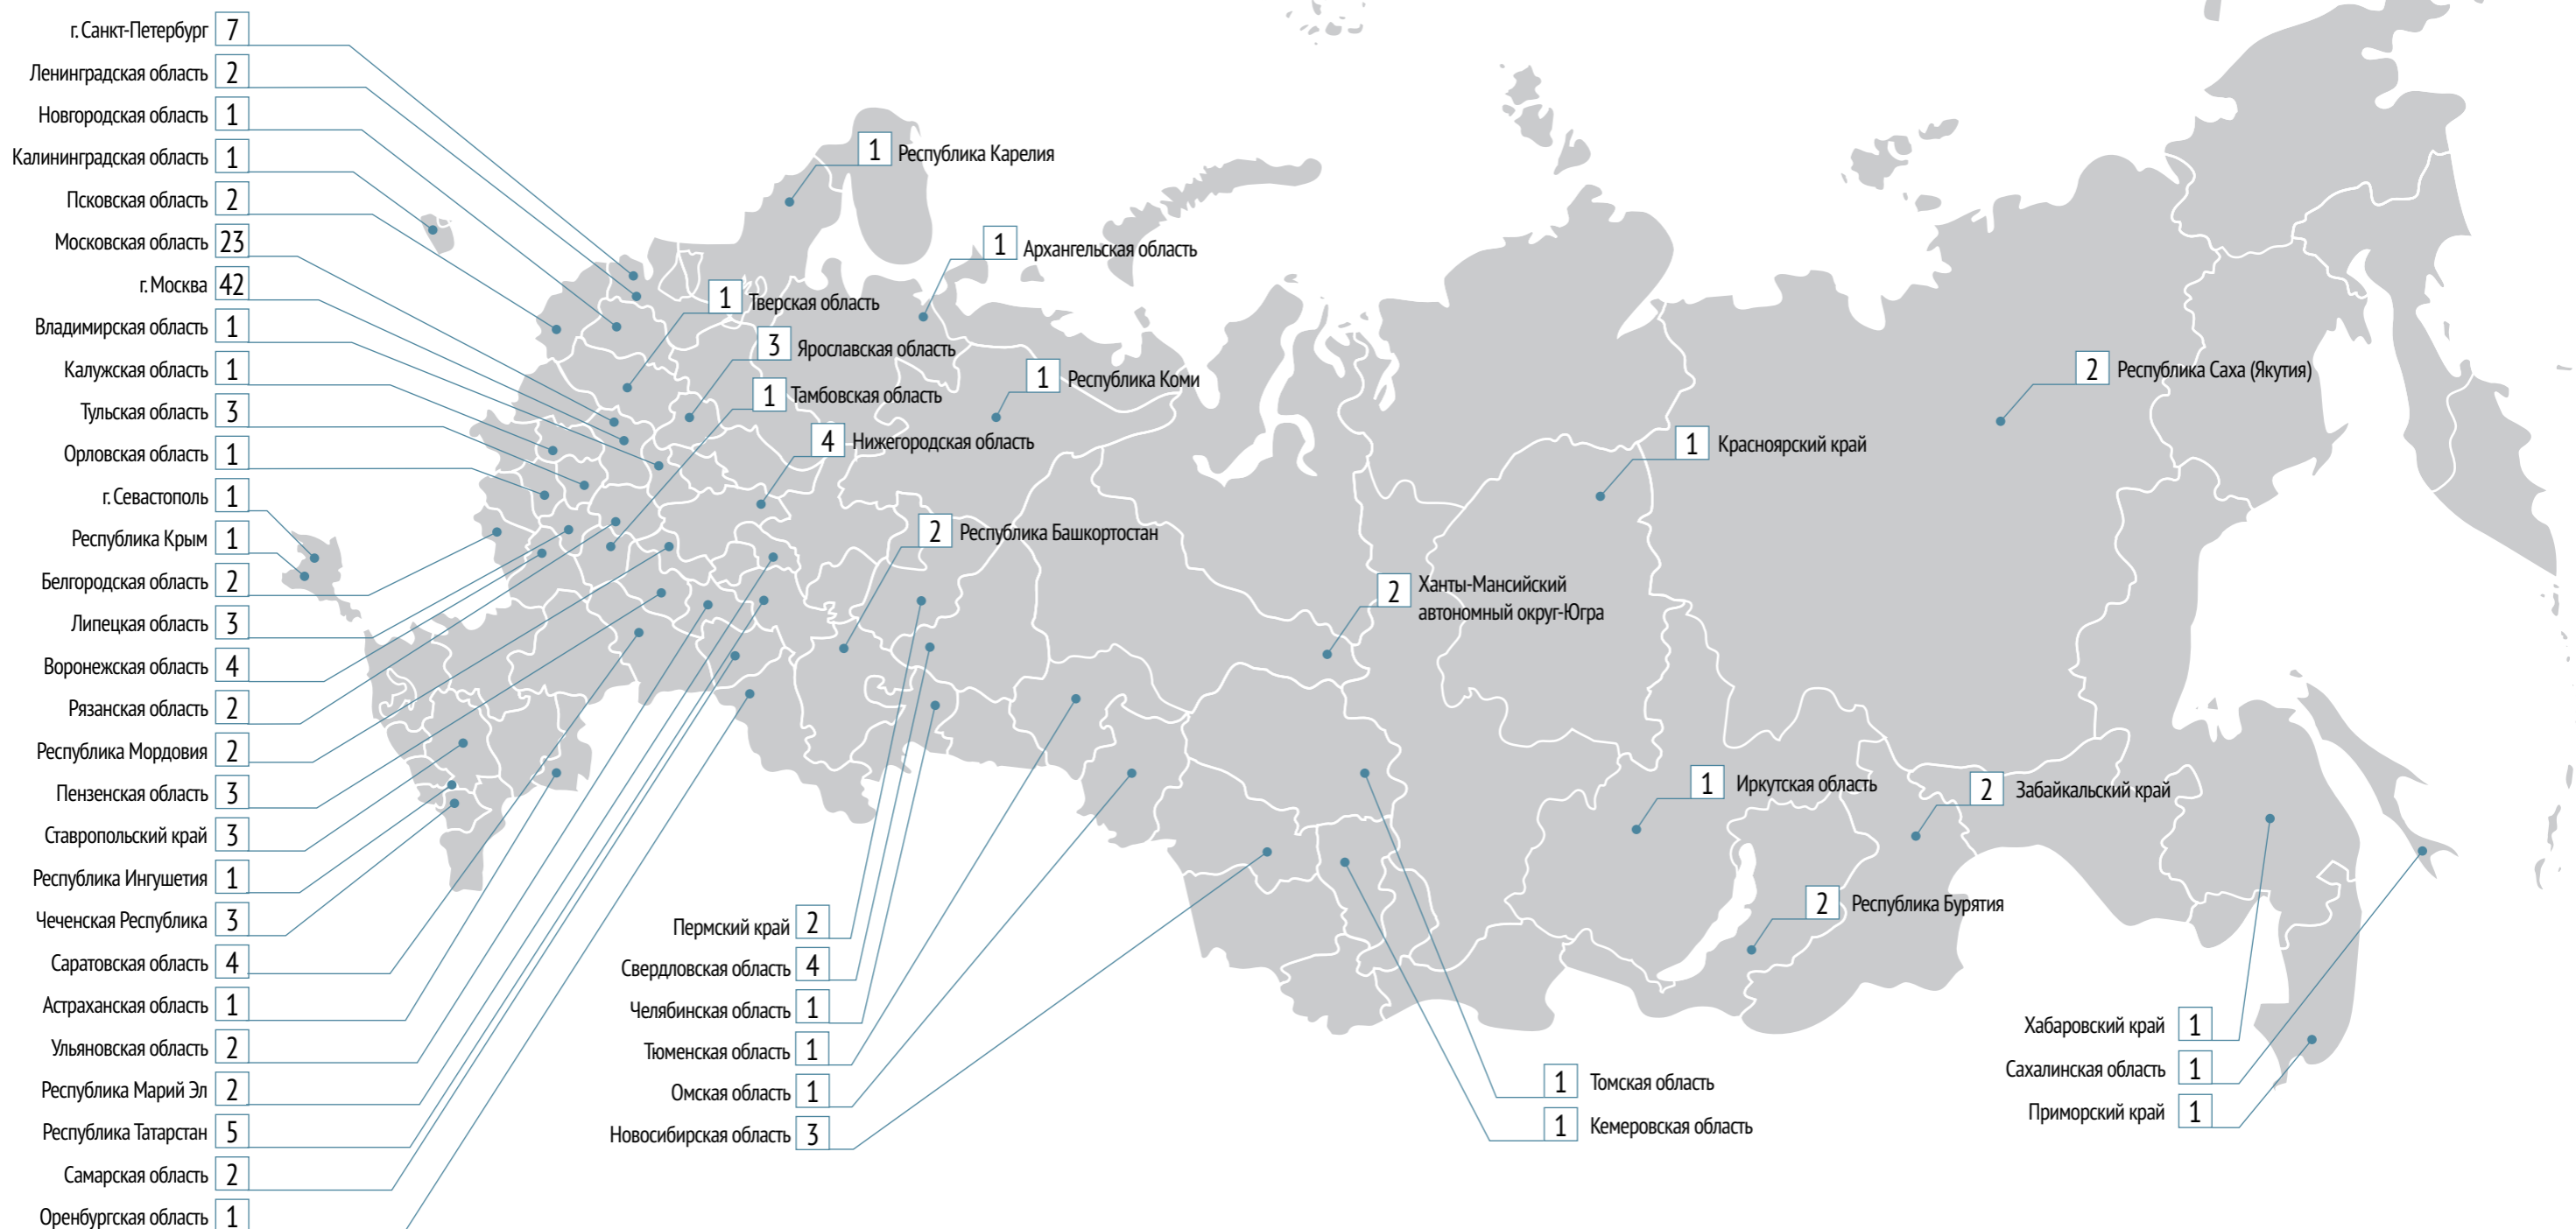 г. Санкт-Петербург 7
Ленинградская область 2
Новгородская область 1
Калининградская область 1
Псковская область 2
Московская область 23
г. Москва 42
Владимирская область 1
Калужская область 1
Тульская область 3
Орловская область 1
г. Севастополь 1
Республика Крым 1
Белгородская область 2
Липецкая область 3
Воронежская область 4
Рязанская область 2
Республика Мордовия 2
Пензенская область 3
Ставропольский край 3
Республика Ингушетия 1
Чеченская Республика 3
Саратовская область 4
Астраханская область 1
Ульяновская область 2
Республика Марий Эл 2
Республика Татарстан 5
Самарская область 2
Оренбургская область 1
1 Республика Карелия
1 Архангельская область
1 Тверская область
3 Ярославская область
1 Республика Коми
1 Тамбовская область
4 Нижегородская область
2 Республика Башкортостан
2 Ханты-Мансийский
автономный округ-Югра
1 Красноярский край
2 Республика Саха (Якутия)
1 Иркутская область
2 Забайкальский край
2 Республика Бурятия
Пермский край 2
Свердловская область 4
Челябинская область 1
Тюменская область 1
Омская область 1
Новосибирская область 3
1 Томская область
1 Кемеровская область
Хабаровский край 1
Сахалинская область 1
Приморский край 1